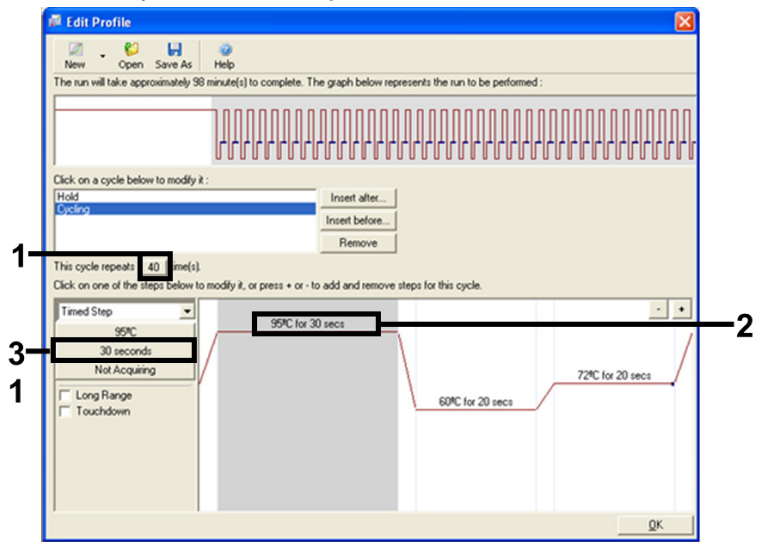 Edit Profile
New Open Save As Help
The run will take approximately 98 minute(s) to complete. The graph below represents the run to be performed :
Click on a cycle below to modify it :
Hold
Cycling
Insert after...
Insert before...
Remove
1
This cycle repeats 40 time(s).
Click on one of the steps below to modify it, or press + or - to add and remove steps for this cycle.
Timed Step
- +
95ºC
95ºC for 30 secs
2
3
30 seconds
Not Acquiring
72ºC for 20 secs
1
Long Range
60ºC for 20 secs
Touchdown
OK